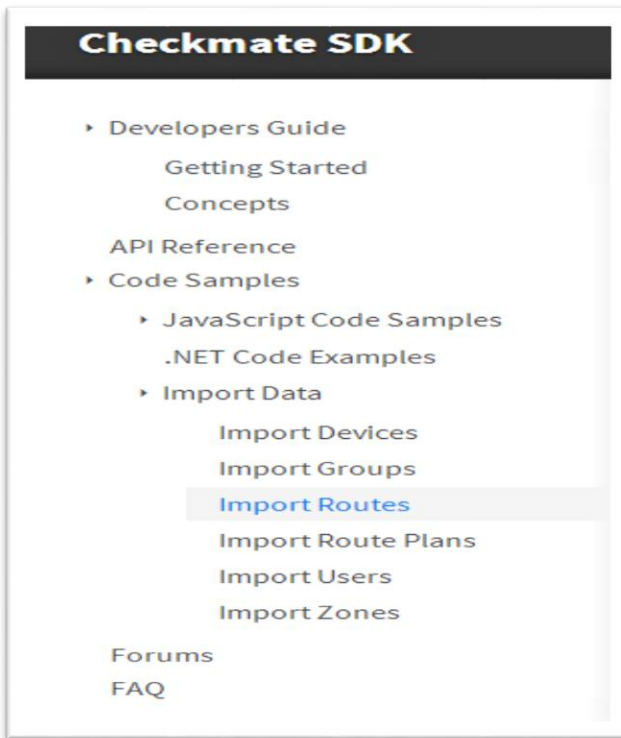 Checkmate SDK
Developers Guide
Getting Started
Concepts
API Reference
Code Samples
JavaScript Code Samples
.NET Code Examples
Import Data
Import Devices
Import Groups
Import Routes
Import Route Plans
Import Users
Import Zones
Forums
FAQ